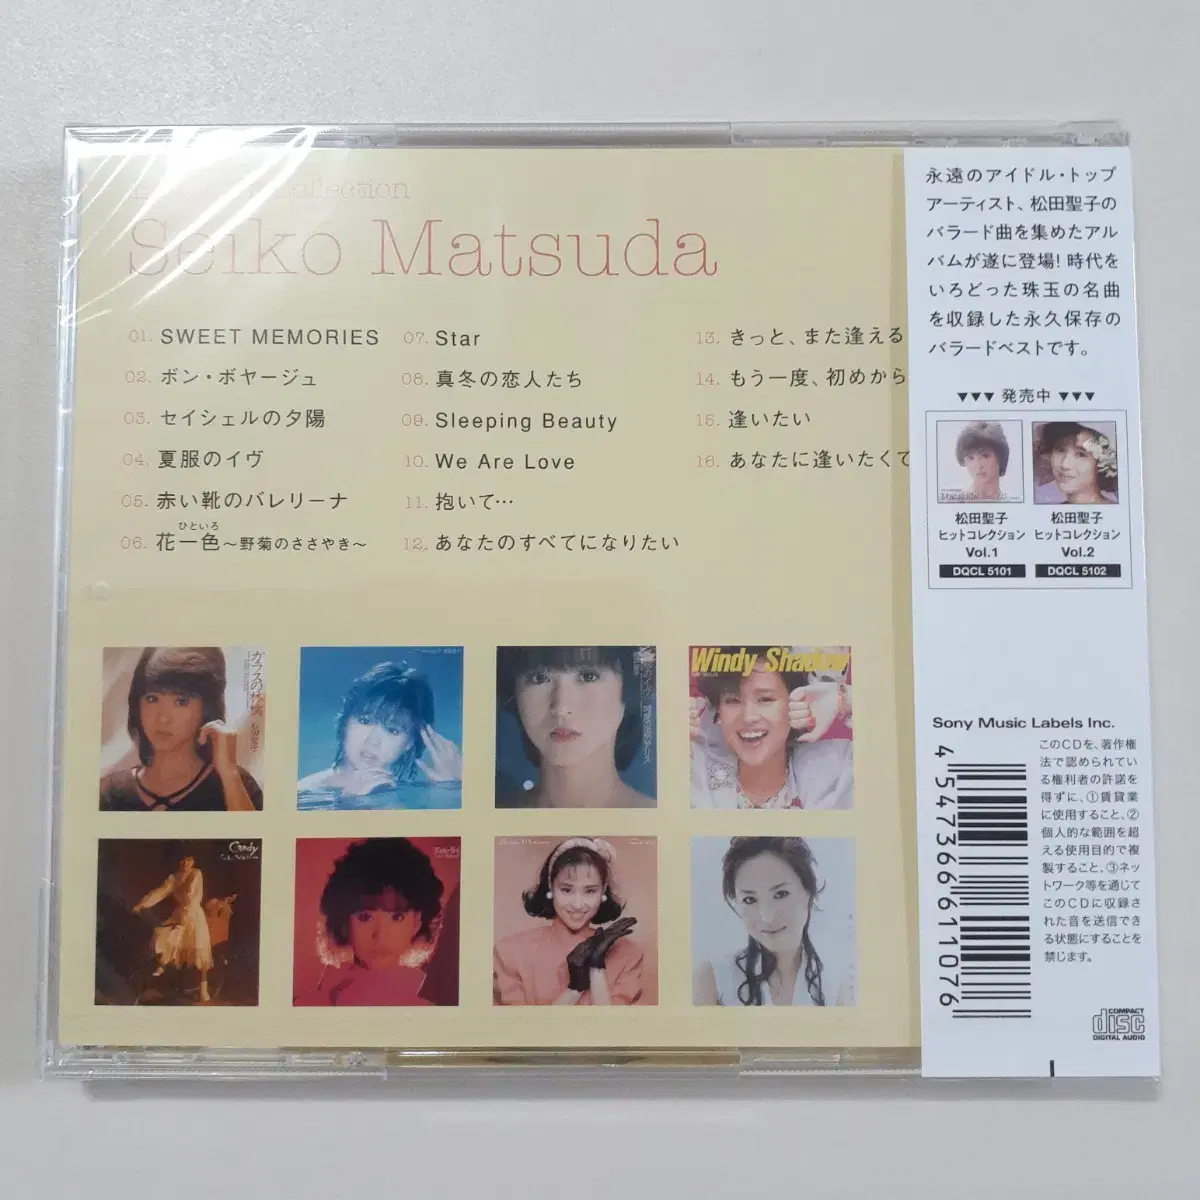 Collection
Seiko Matsuda
01. SWEET MEMORIES
02. ボン・ボヤージュ
03. セイシェルの夕陽
04. 夏服のイヴ
05. 赤い靴のバレリーナ
ひといろ
06. 花一色〜野菊のささやき〜
07. Star
08. 真冬の恋人たち
09. Sleeping Beauty
10. We Are Love
11. 抱いて…
12. あなたのすべてになりたい
13. きっと、また逢える
14. もう一度、初めから
15. 逢いたい
16. あなたに逢いたくて
ガラスの林檎
Windy Shadow
Candy
永遠のアイドル・トップ
アーティスト、松田聖子の
バラード曲を集めたアル
バムが遂に登場!時代を
いろどった珠玉の名曲
を収録した永久保存の
バラードベストです。
▼▼▼ 発売中 ▼▼▼
松田聖子
ヒットコレクション
Vol.1
DQCL 5101
松田聖子
ヒットコレクション
Vol.2
DQCL 5102
Sony Music Labels Inc.
4547366611076
このCDを、著作権
法で認められている
権利者の許諾を
得ずに、①賃貸業
に使用すること、②
個人的な範囲を超
える使用目的で複
製すること、③ネッ
トワーク等を通じて
このCDに収録され
た音を送信でき
る状態にすることを
禁じます。
COMPACT
disc
DIGITAL AUDIO